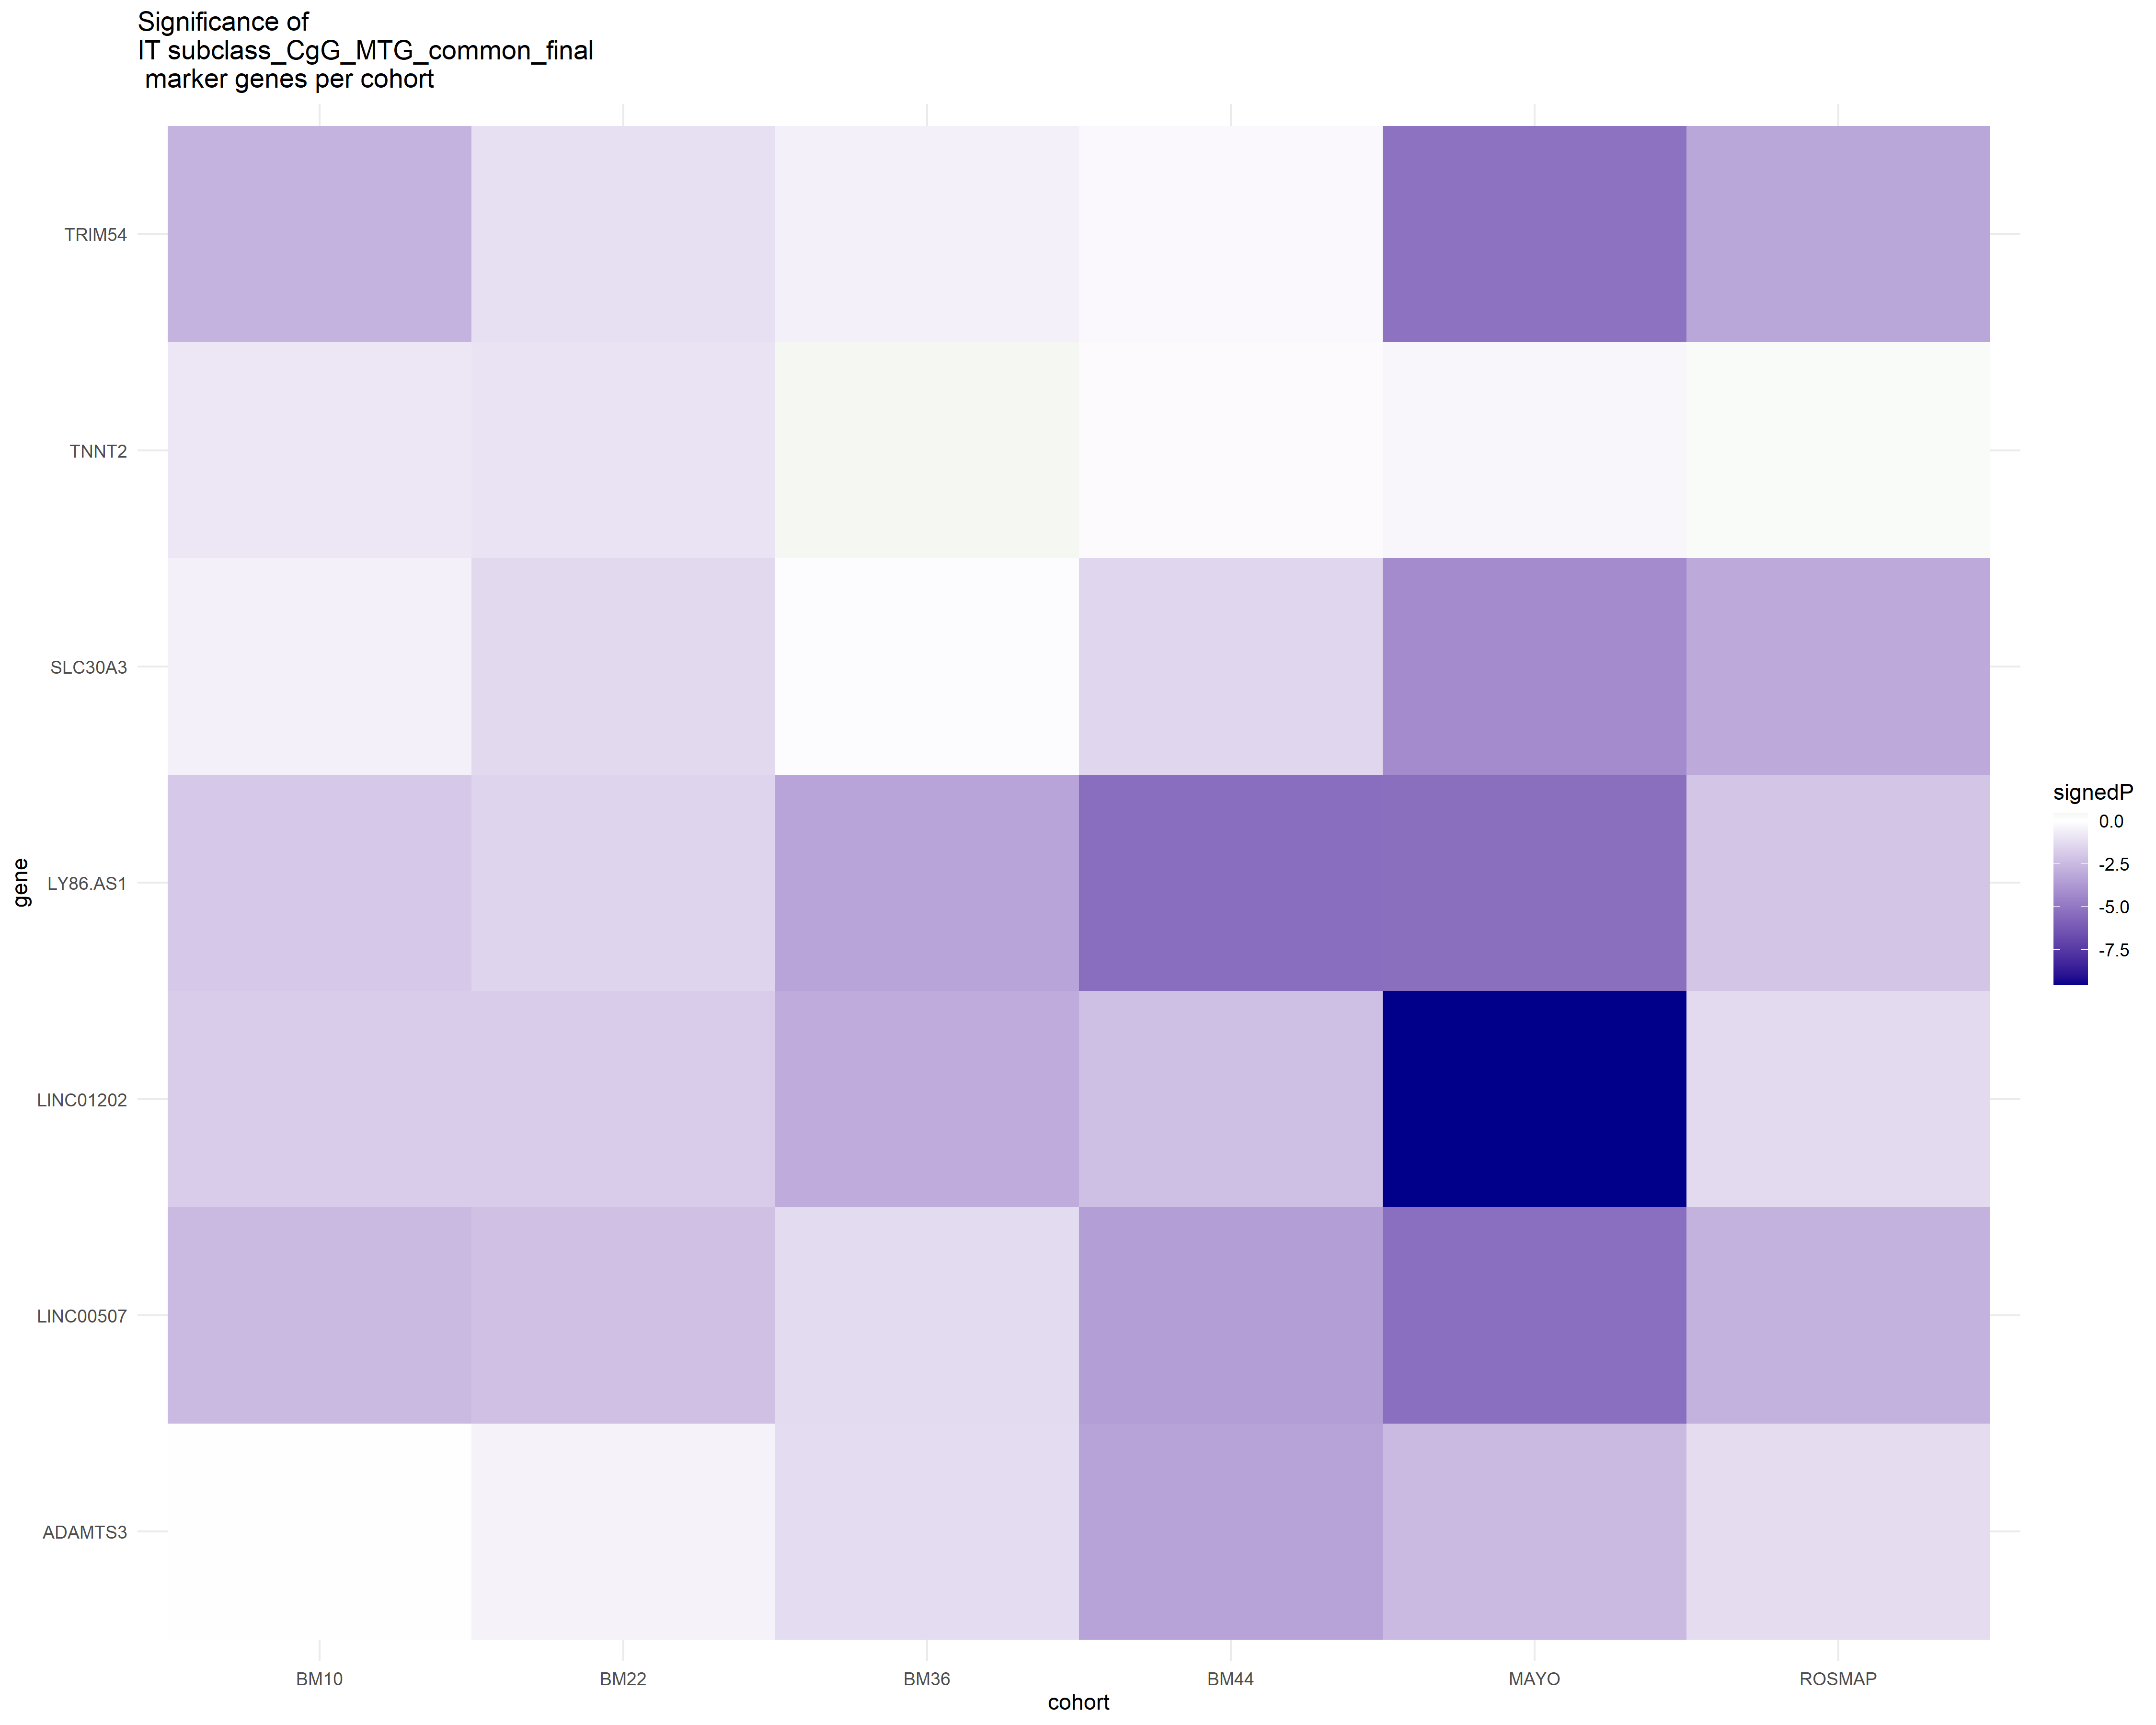 Significance of
IT subclass_CgG_MTG_common_final
marker genes per cohort
TRIM54
TNNT2
SLC30A3
LY86.AS1
LINC01202
LINC00507
ADAMTS3
gene
BM10
BM22
BM36
BM44
MAYO
ROSMAP
cohort
signedP
0.0
-2.5
-5.0
-7.5